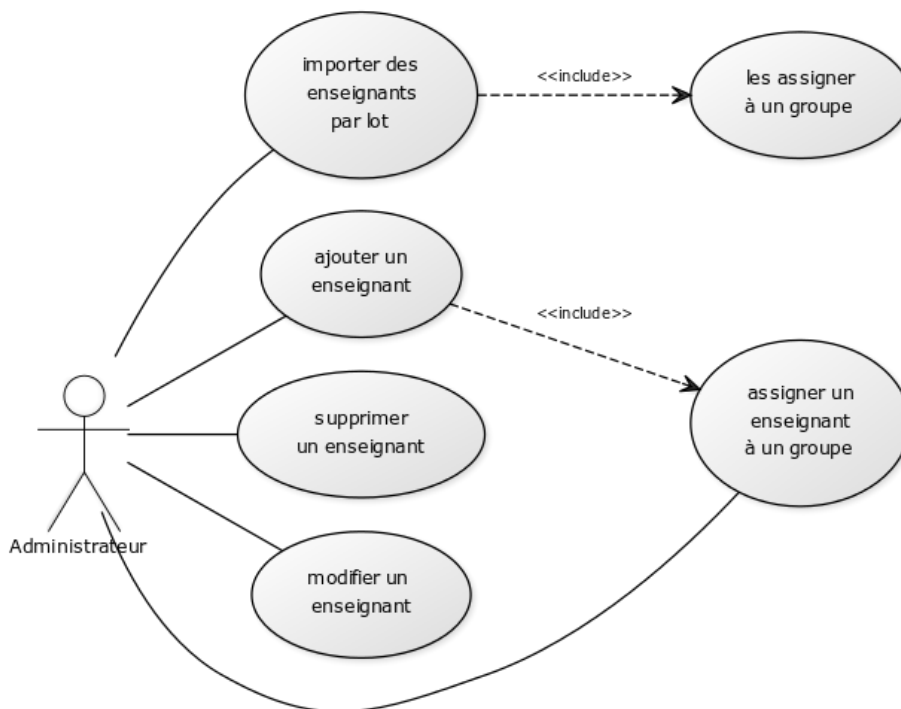 importer des
enseignants
par lot
<<include>>
les assigner
à un groupe
ajouter un
enseignant
<<include>>
assigner un
enseignant
à un groupe
supprimer
un enseignant
Administrateur
modifier un
enseignant